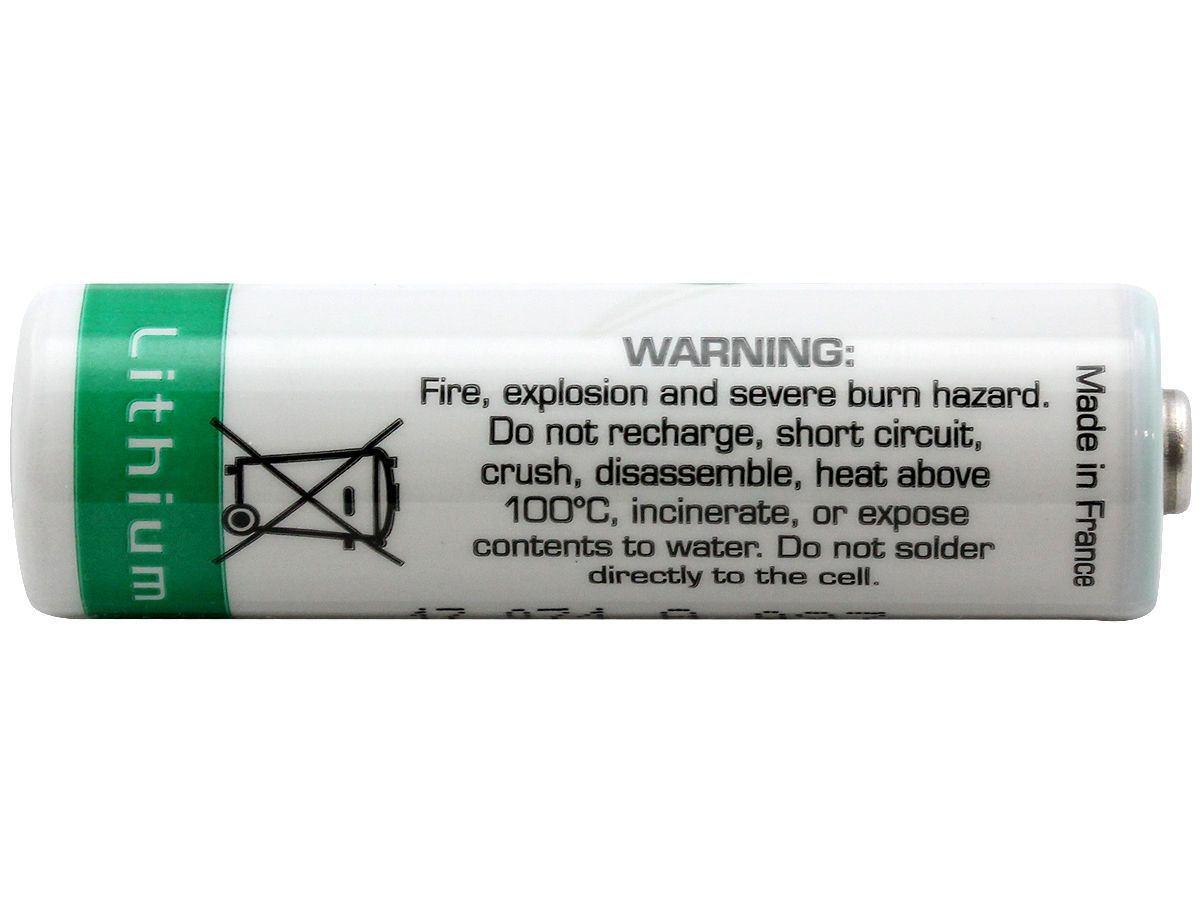 Lithium
WARNING:
Fire, explosion and severe burn hazard.
Do not recharge, short circuit,
crush, disassemble, heat above
100°C, incinerate, or expose
contents to water. Do not solder
directly to the cell.
Made in France